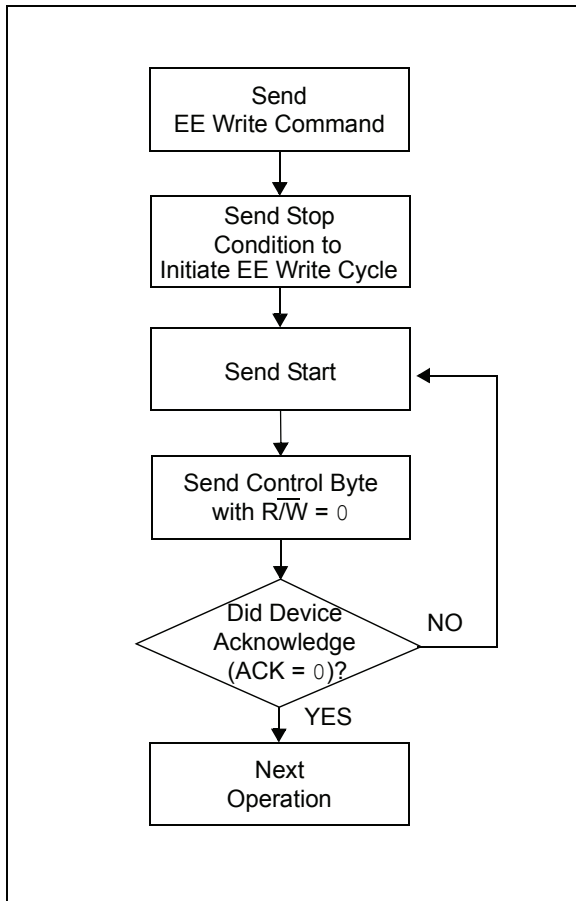 Send
EE Write Command
Send Stop
Condition to
Initiate EE Write Cycle
Send Start
Send Control Byte
with R/W̅ = 0
Did Device
Acknowledge
(ACK = 0)?
NO
YES
Next
Operation